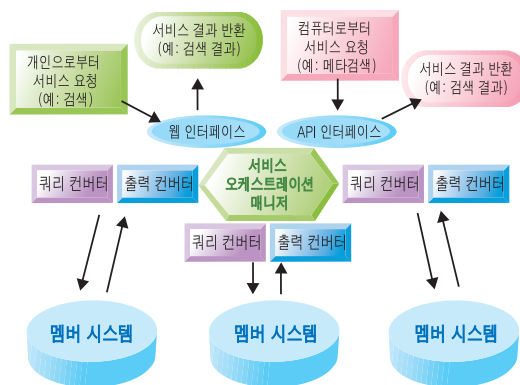 개인으로부터
서비스 요청
(예: 검색)
서비스 결과 반환
(예: 검색 결과)
컴퓨터로부터
서비스 요청
(예: 메타검색)
서비스 결과 반환
(예: 검색 결과)
웹 인터페이스
API 인터페이스
서비스
오케스트레이션
매니저
쿼리 컨버터
출력 컨버터
쿼리 컨버터
출력 컨버터
쿼리 컨버터
출력 컨버터
멤버 시스템
멤버 시스템
멤버 시스템